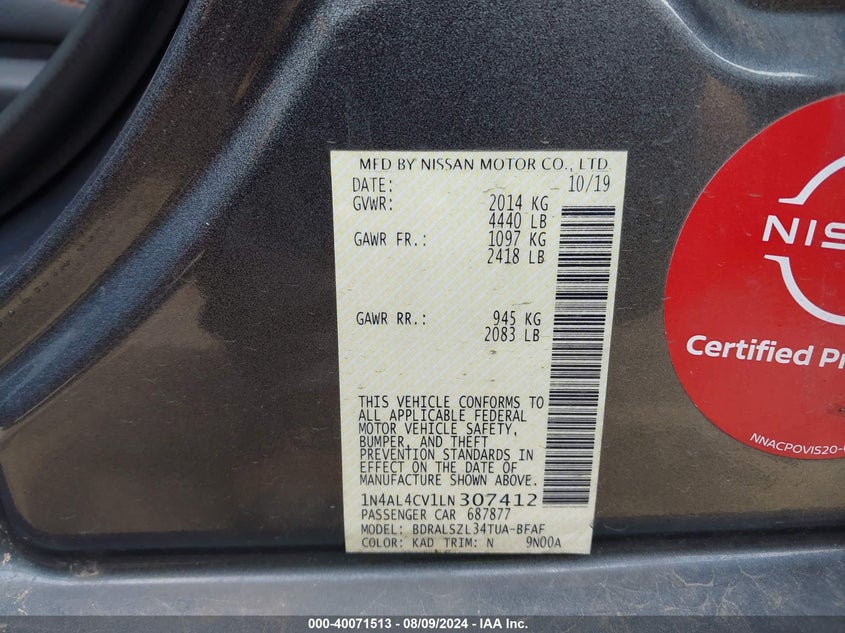 MFD BY NISSAN MOTOR CO., LTD.
DATE: 10/19
GVWR: 2014 KG
4440 LB
GAWR FR.: 1097 KG
2418 LB
GAWR RR.: 945 KG
2083 LB
THIS VEHICLE CONFORMS TO
ALL APPLICABLE FEDERAL
MOTOR VEHICLE SAFETY,
BUMPER, AND THEFT
PREVENTION STANDARDS IN
EFFECT ON THE DATE OF
MANUFACTURE SHOWN ABOVE.
1N4AL4CV1LN307412
PASSENGER CAR 687877
MODEL: BDRALSZL34TUA-BFAF
COLOR: KAD TRIM: N 9N00A
NIS
Certified Pr
NNACPOVIS20-
000-40071513 - 08/09/2024 - IAA Inc.